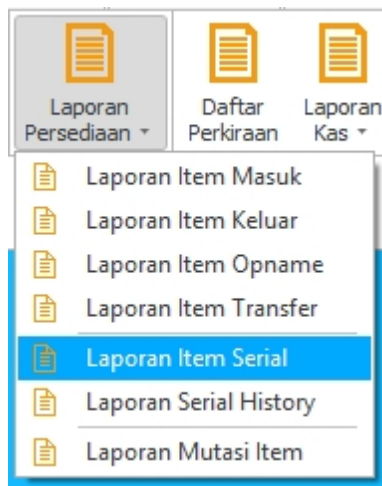 Laporan
Persediaan
Daftar
Perkiraan
Laporan
Kas
Laporan Item Masuk
Laporan Item Keluar
Laporan Item Opname
Laporan Item Transfer
Laporan Item Serial
Laporan Serial History
Laporan Mutasi Item